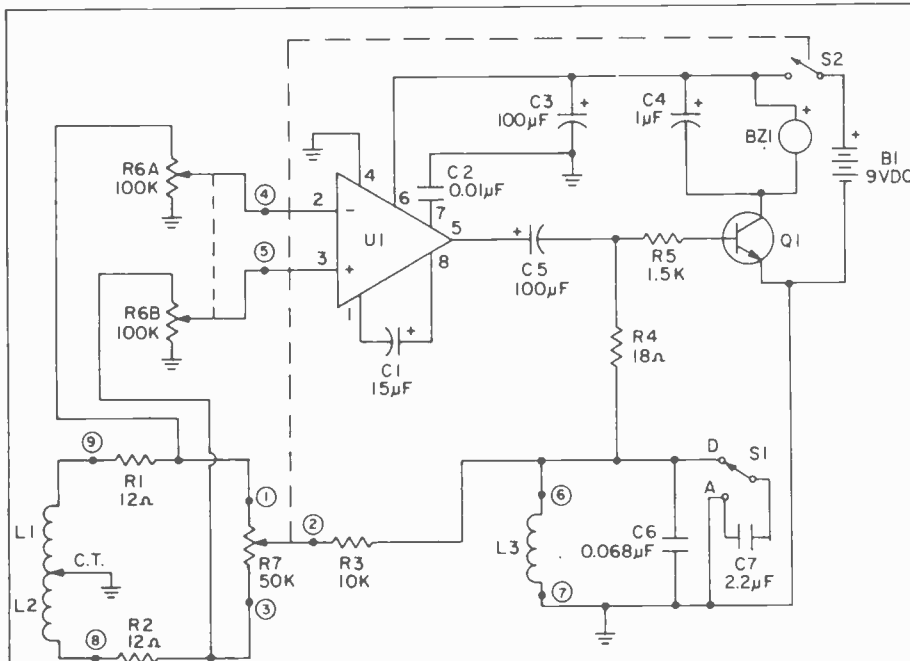 S2
C3
100µF
+
C4
1µF
+
+
BZ1
+
B1
9VDC
4
6
C2
0.01µF
7
R6A
100K
④
2
−
U1
5
+
C5
100µF
R5
1.5K
Q1
⑤
3
+
8
R6B
100K
1
+
C1
15µF
R4
18Ω
⑨
R1
12Ω
①
D
S1
②
⑥
A
L1
C.T.
R7
50K
R3
10K
L3
C6
0.068µF
C7
2.2µF
L2
③
⑦
R2
12Ω
⑧